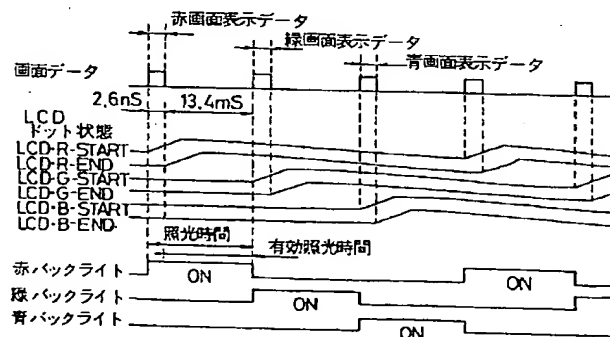 赤画面表示データ
緑画面表示データ
青画面表示データ
画面データ
2.6nS
13.4mS
LCD
ドット状態
LCD-R-START
LCD-R-END
LCD-G-START
LCD-G-END
LCD-B-START
LCD-B-END
照光時間
有効照光時間
赤バックライト
ON
ON
緑バックライト
ON
青バックライト
ON